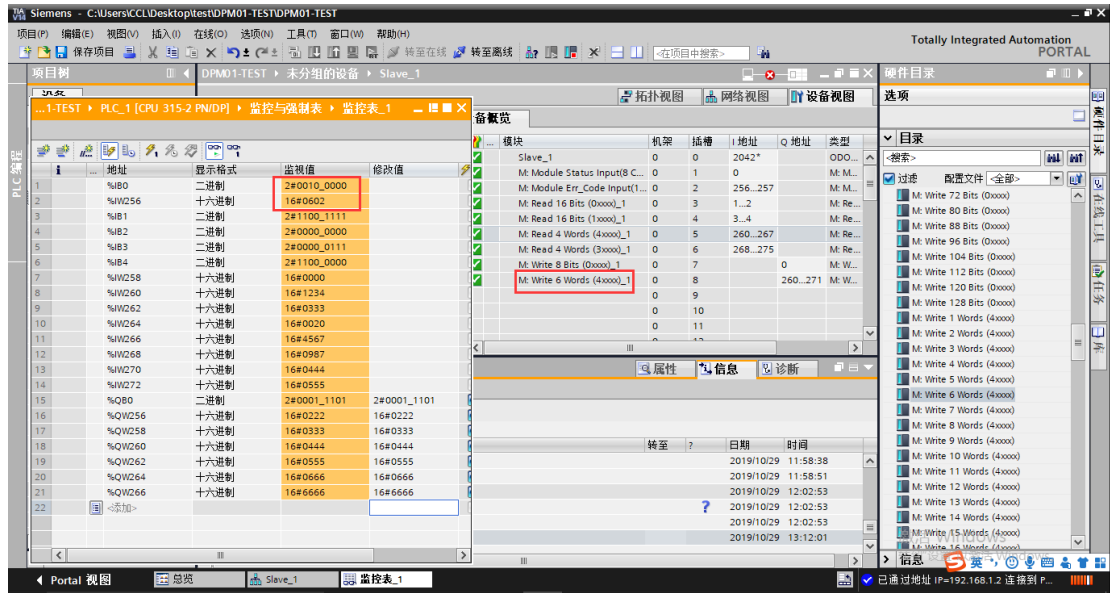 Siemens - C:\Users\CCL\Desktop\test\DPM01-TEST\DPM01-TEST
项目(P) 编辑(E) 视图(V) 插入(I) 在线(O) 选项(N) 工具(T) 窗口(W) 帮助(H)
Totally Integrated Automation
PORTAL
保存项目 转至在线 转至离线 <在项目中搜索>
项目树
DPM01-TEST 未分组的设备 Slave_1
硬件目录
拓扑视图 网络视图 设备视图
选项
...1-TEST PLC_1 [CPU 315-2 PN/DP] 监控与强制表 监控表_1
i ... 地址 显示格式 监视值 修改值
1 %IB0 二进制 2#0010_0000
2 %IW256 十六进制 16#0602
3 %IB1 二进制 2#1100_1111
4 %IB2 二进制 2#0000_0000
5 %IB3 二进制 2#0000_0111
6 %IB4 二进制 2#1100_0000
7 %IW258 十六进制 16#0000
8 %IW260 十六进制 16#1234
9 %IW262 十六进制 16#0333
10 %IW264 十六进制 16#0020
11 %IW266 十六进制 16#4567
12 %IW268 十六进制 16#0987
13 %IW270 十六进制 16#0444
14 %IW272 十六进制 16#0555
15 %QB0 二进制 2#0001_1101 2#0001_1101
16 %QW256 十六进制 16#0222 16#0222
17 %QW258 十六进制 16#0333 16#0333
18 %QW260 十六进制 16#0444 16#0444
19 %QW262 十六进制 16#0555 16#0555
20 %QW264 十六进制 16#0666 16#0666
21 %QW266 十六进制 16#6666 16#6666
22 <添加>
备概览
... 模块 机架 插槽 I 地址 Q 地址 类型
Slave_1 0 0 2042* ODO...
M: Module Status Input(8 C... 0 1 0 M: M...
M: Module Err_Code Input(1... 0 2 256...257 M: M...
M: Read 16 Bits (0xxxx)_1 0 3 1...2 M: Re...
M: Read 16 Bits (1xxxx)_1 0 4 3...4 M: Re...
M: Read 4 Words (4xxxx)_1 0 5 260...267 M: Re...
M: Read 4 Words (3xxxx)_1 0 6 268...275 M: Re...
M: Write 8 Bits (0xxxx)_1 0 7 0 M: W...
M: Write 6 Words (4xxxx)_1 0 8 260...271 M: W...
0 9
0 10
0 11
属性 信息 诊断
转至 ? 日期 时间
2019/10/29 11:58:38
2019/10/29 11:58:51
2019/10/29 12:02:53
? 2019/10/29 12:02:53
2019/10/29 12:02:53
2019/10/29 13:12:01
目录
<搜索>
过滤 配置文件 <全部>
M: Write 72 Bits (0xxxx)
M: Write 80 Bits (0xxxx)
M: Write 88 Bits (0xxxx)
M: Write 96 Bits (0xxxx)
M: Write 104 Bits (0xxxx)
M: Write 112 Bits (0xxxx)
M: Write 120 Bits (0xxxx)
M: Write 128 Bits (0xxxx)
M: Write 1 Words (4xxxx)
M: Write 2 Words (4xxxx)
M: Write 3 Words (4xxxx)
M: Write 4 Words (4xxxx)
M: Write 5 Words (4xxxx)
M: Write 6 Words (4xxxx)
M: Write 7 Words (4xxxx)
M: Write 8 Words (4xxxx)
M: Write 9 Words (4xxxx)
M: Write 10 Words (4xxxx)
M: Write 11 Words (4xxxx)
M: Write 12 Words (4xxxx)
M: Write 13 Words (4xxxx)
M: Write 14 Words (4xxxx)
M: Write 15 Words (4xxxx)
M: Write 16 Words (4xxxx)
信息
英
PLC 编程
硬件目录
在线工具
任务
库
Portal 视图 总览 Slave_1 监控表_1
已通过地址 IP=192.168.1.2 连接到 P...